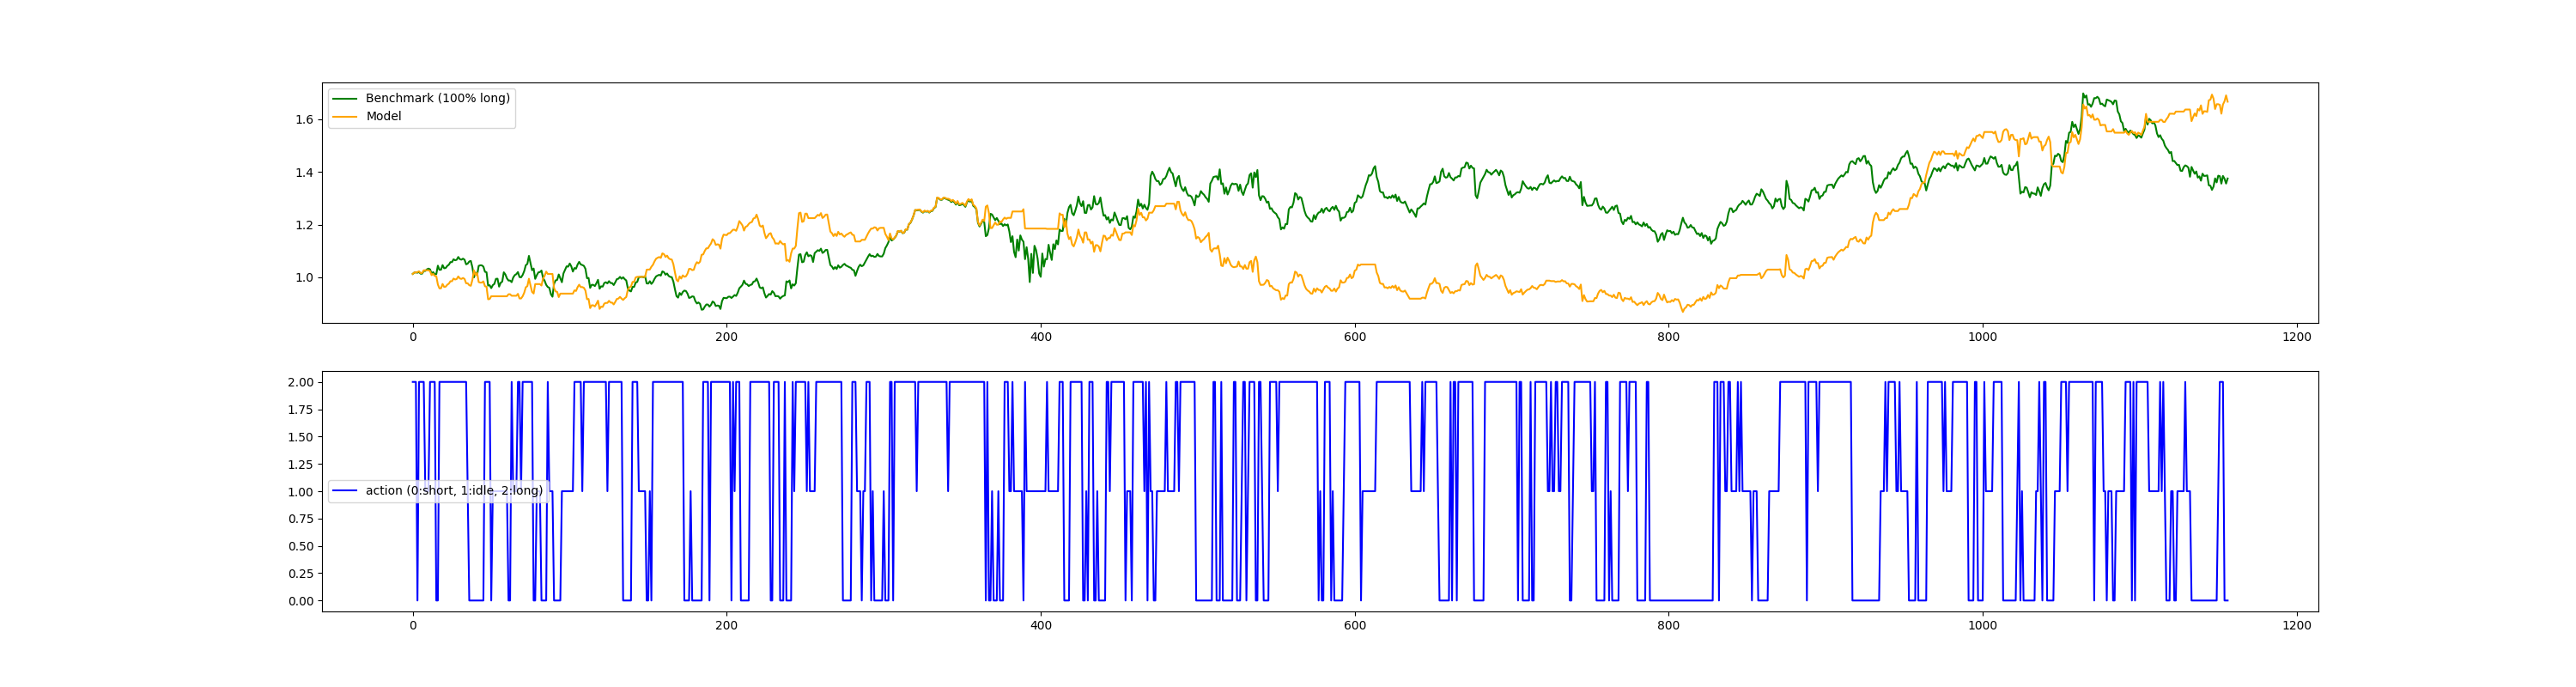 Benchmark (100% long)
Model
1.6
1.4
1.2
1.0
0 200 400 600 800 1000 1200
2.00
1.75
1.50
1.25
1.00
0.75
0.50
0.25
0.00
action (0:short, 1:idle, 2:long)
0 200 400 600 800 1000 1200